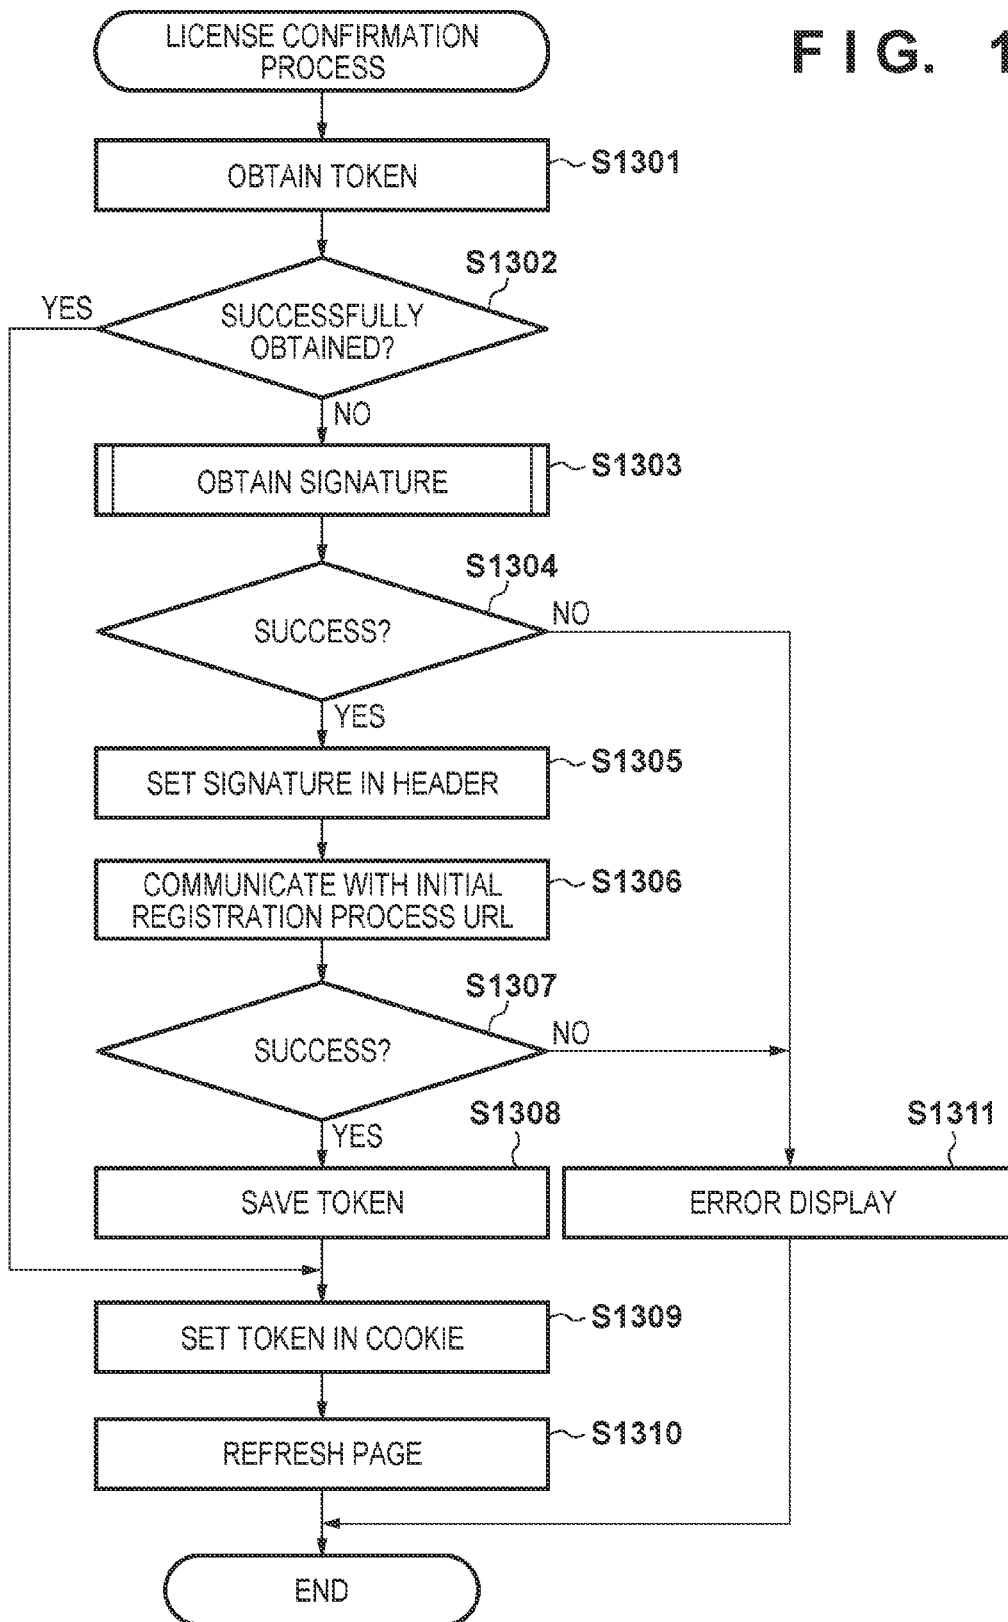 LICENSE CONFIRMATION
PROCESS
FIG. 1
OBTAIN TOKEN
S1301
S1302
YES
SUCCESSFULLY
OBTAINED?
NO
OBTAIN SIGNATURE
S1303
S1304
SUCCESS?
NO
YES
SET SIGNATURE IN HEADER
S1305
COMMUNICATE WITH INITIAL
REGISTRATION PROCESS URL
S1306
S1307
SUCCESS?
NO
YES
S1308
SAVE TOKEN
S1311
ERROR DISPLAY
SET TOKEN IN COOKIE
S1309
REFRESH PAGE
S1310
END